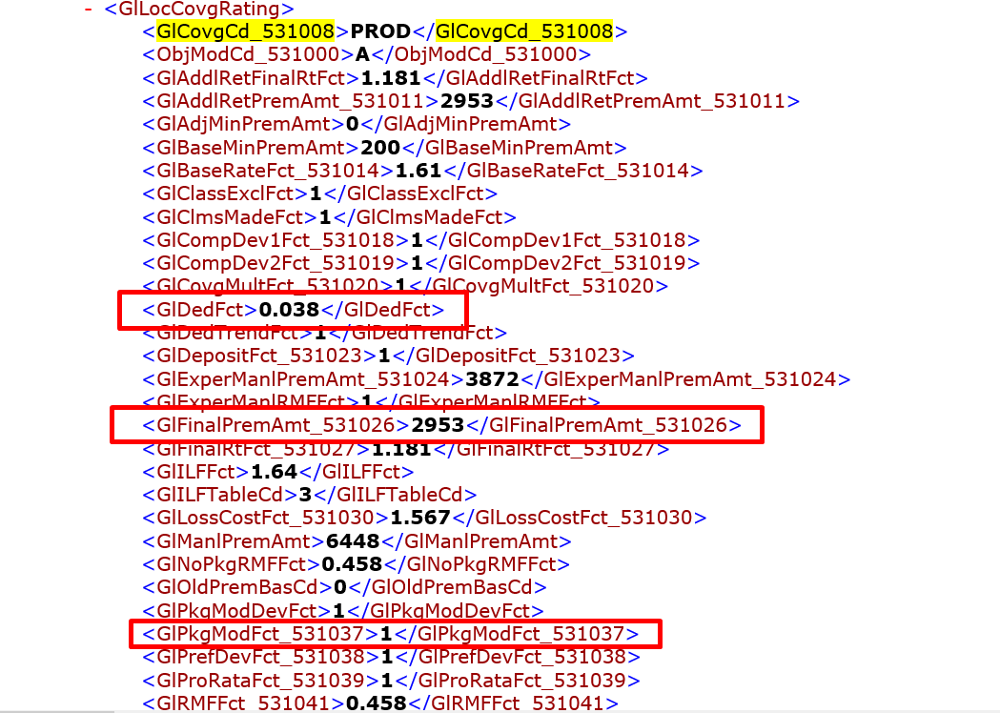 - <GlLocCovgRating>
<GlCovgCd_531008>PROD</GlCovgCd_531008>
<ObjModCd_531000>A</ObjModCd_531000>
<GlAddlRetFinalRtFct>1.181</GlAddlRetFinalRtFct>
<GlAddlRetPremAmt_531011>2953</GlAddlRetPremAmt_531011>
<GlAdjMinPremAmt>0</GlAdjMinPremAmt>
<GlBaseMinPremAmt>200</GlBaseMinPremAmt>
<GlBaseRateFct_531014>1.61</GlBaseRateFct_531014>
<GlClassExclFct>1</GlClassExclFct>
<GlClmsMadeFct>1</GlClmsMadeFct>
<GlCompDev1Fct_531018>1</GlCompDev1Fct_531018>
<GlCompDev2Fct_531019>1</GlCompDev2Fct_531019>
<GlCovgMultFct_531020>1</GlCovgMultFct_531020>
<GlDedFct>0.038</GlDedFct>
<GlDedTrendFct>1</GlDedTrendFct>
<GlDepositFct_531023>1</GlDepositFct_531023>
<GlExperManlPremAmt_531024>3872</GlExperManlPremAmt_531024>
<GlExperManlRMFFct>1</GlExperManlRMFFct>
<GlFinalPremAmt_531026>2953</GlFinalPremAmt_531026>
<GlFinalRtFct_531027>1.181</GlFinalRtFct_531027>
<GlILFFct>1.64</GlILFFct>
<GlILFTableCd>3</GlILFTableCd>
<GlLossCostFct_531030>1.567</GlLossCostFct_531030>
<GlManlPremAmt>6448</GlManlPremAmt>
<GlNoPkgRMFFct>0.458</GlNoPkgRMFFct>
<GlOldPremBasCd>0</GlOldPremBasCd>
<GlPkgModDevFct>1</GlPkgModDevFct>
<GlPkgModFct_531037>1</GlPkgModFct_531037>
<GlPrefDevFct_531038>1</GlPrefDevFct_531038>
<GlProRataFct_531039>1</GlProRataFct_531039>
<GlRMFFct_531041>0.458</GlRMFFct_531041>